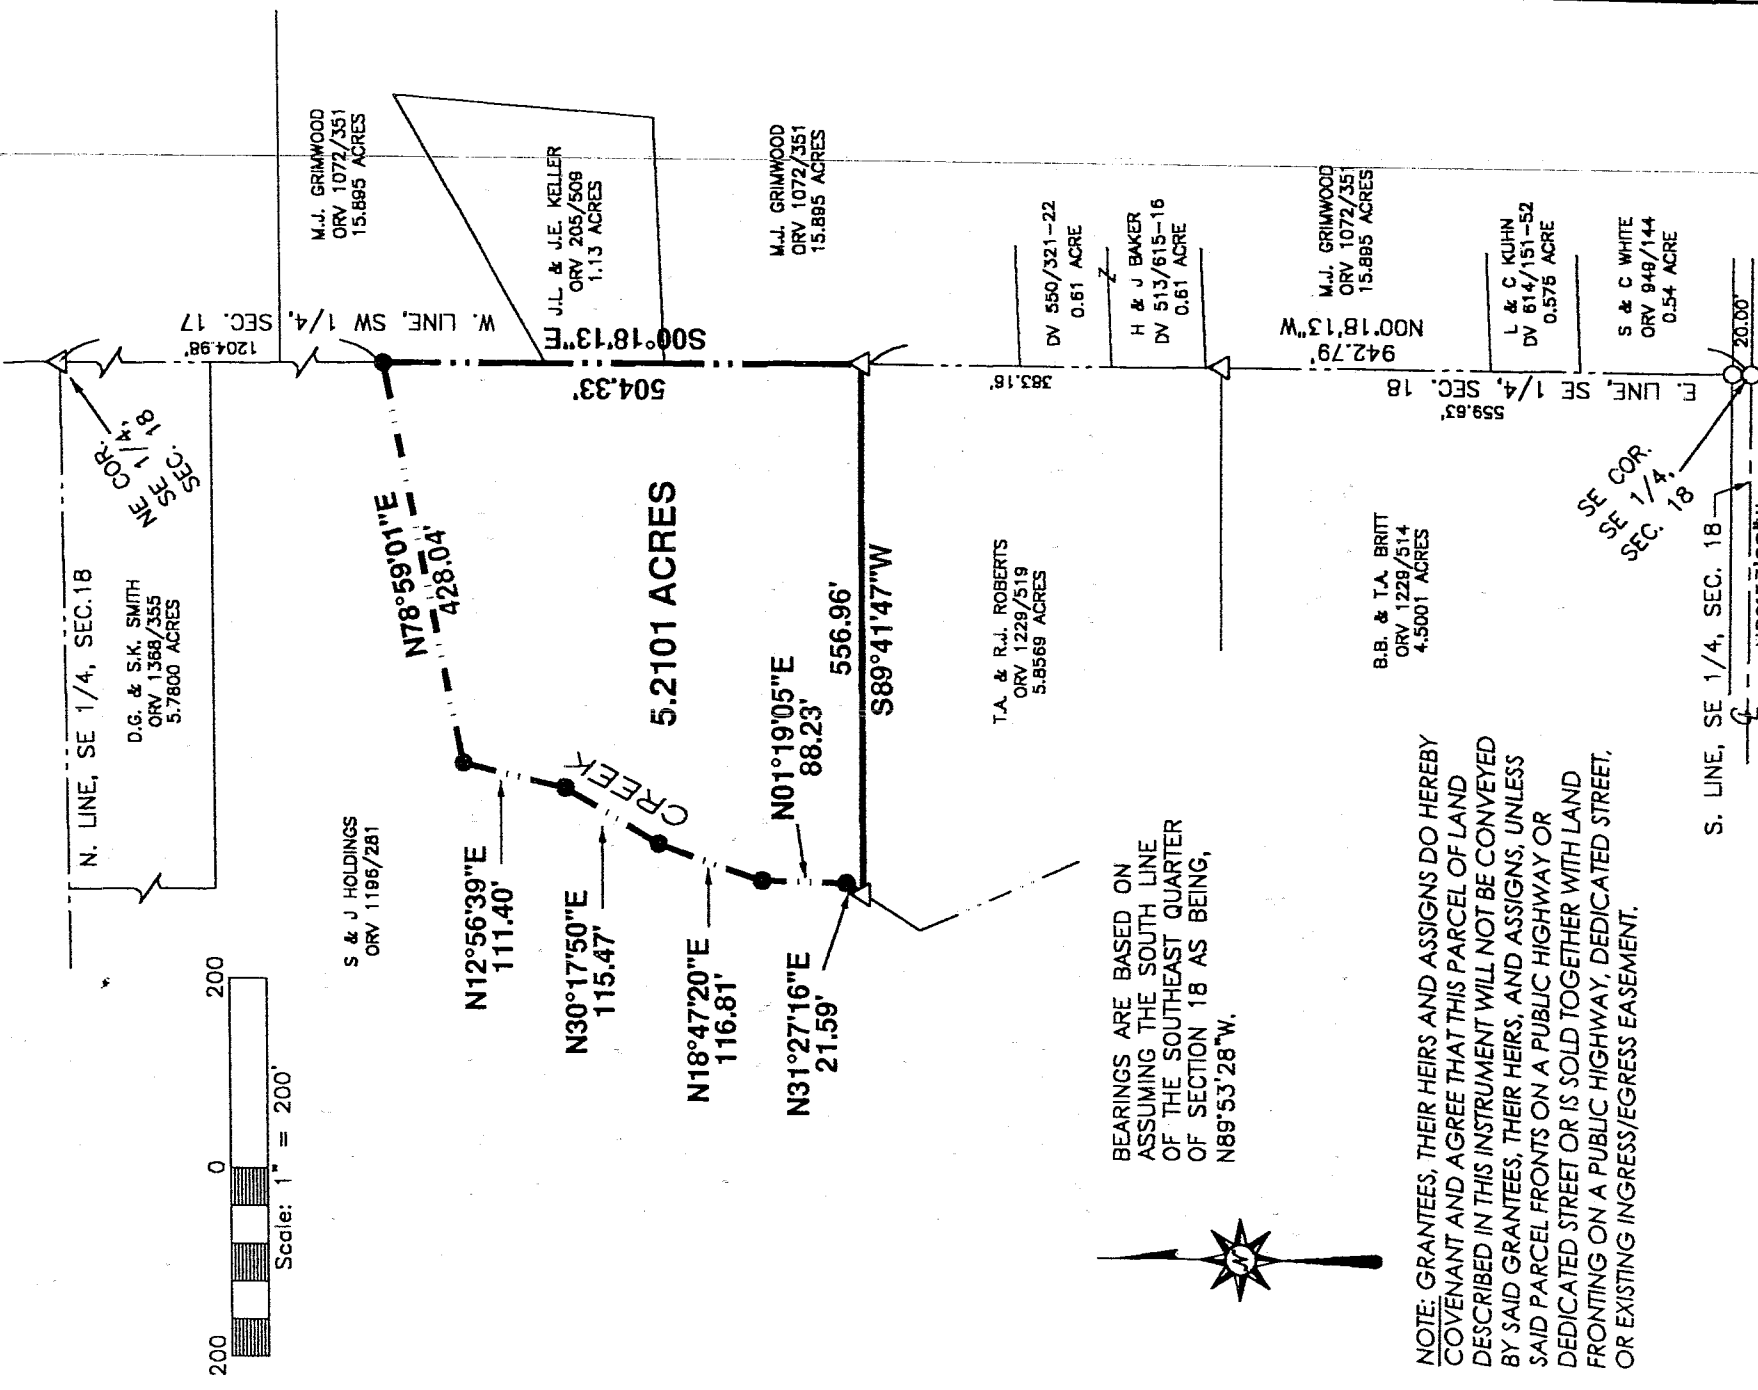 M.J. GRIMWOOD
ORV 1072/351
15.895 ACRES
J.L. & J.E. KELLER
ORV 205/509
1.13 ACRES
M.J. GRIMWOOD
ORV 1072/351
15.895 ACRES
DV 550/321-22
0.61 ACRE
Z
H & J BAKER
DV 513/615-16
0.61 ACRE
M.J. GRIMWOOD
ORV 1072/351
15.895 ACRES
L & C KUHN
DV 614/151-52
0.575 ACRE
S & C WHITE
ORV 949/144
0.54 ACRE
20.00'
W. LINE, SW 1/4, SEC. 17
1204.98'
S00°18'13"E
504.33'
383.16'
N00°18'13"W
942.79'
E. LINE, SE 1/4, SEC. 18
559.63'
NE COR.
SE 1/4,
SEC. 18
SE COR.
SE 1/4,
SEC. 18
N. LINE, SE 1/4, SEC.18
D.G. & S.K. SMITH
ORV 1368/355
5.7800 ACRES
N78°59'01"E
428.04'
5.2101 ACRES
556.96'
S89°41'47"W
T.A. & R.J. ROBERTS
ORV 1229/519
5.8569 ACRES
B.B. & T.A. BRITT
ORV 1229/514
4.5001 ACRES
S. LINE, SE 1/4, SEC. 18
CREEK
N01°19'05"E
88.23'
S & J HOLDINGS
ORV 1196/281
N12°56'39"E
111.40'
N30°17'50"E
115.47'
N18°47'20"E
116.81'
N31°27'16"E
21.59'
200 0 200
Scale: 1" = 200'
BEARINGS ARE BASED ON
ASSUMING THE SOUTH LINE
OF THE SOUTHEAST QUARTER
OF SECTION 18 AS BEING,
N89°53'28"W.
N
NOTE: GRANTEES, THEIR HEIRS AND ASSIGNS DO HEREBY
COVENANT AND AGREE THAT THIS PARCEL OF LAND
DESCRIBED IN THIS INSTRUMENT WILL NOT BE CONVEYED
BY SAID GRANTEES, THEIR HEIRS, AND ASSIGNS, UNLESS
SAID PARCEL FRONTS ON A PUBLIC HIGHWAY OR
DEDICATED STREET OR IS SOLD TOGETHER WITH LAND
FRONTING ON A PUBLIC HIGHWAY, DEDICATED STREET,
OR EXISTING INGRESS/EGRESS EASEMENT.